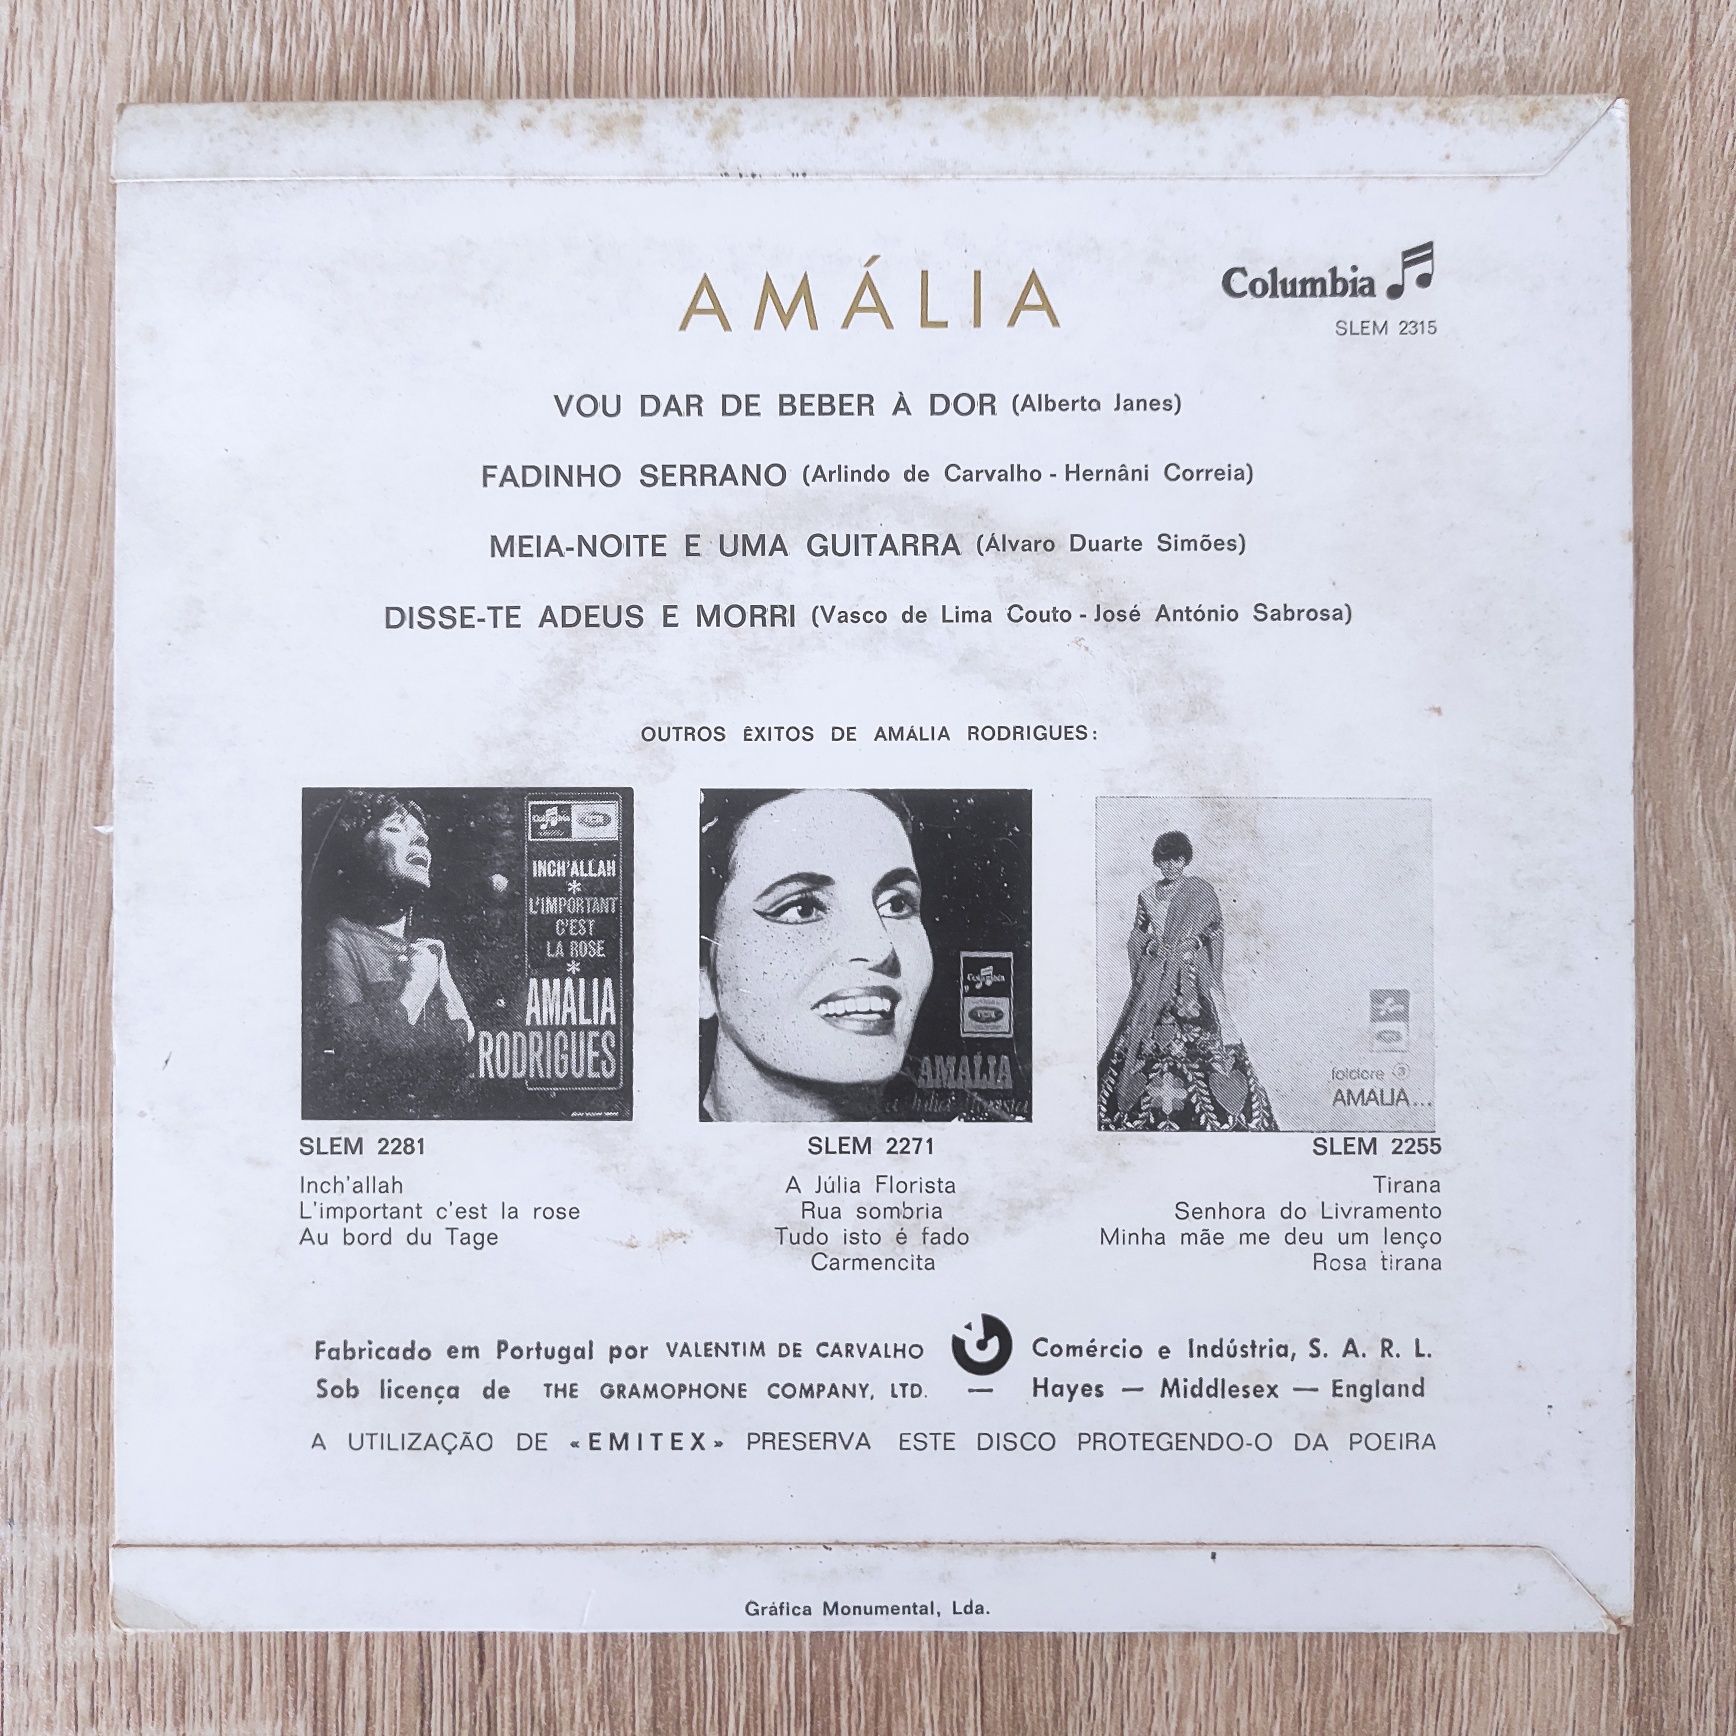 AMÁLIA
Columbia
SLEM 2315
VOU DAR DE BEBER À DOR (Alberto Janes)
FADINHO SERRANO (Arlindo de Carvalho - Hernâni Correia)
MEIA-NOITE E UMA GUITARRA (Álvaro Duarte Simões)
DISSE-TE ADEUS E MORRI (Vasco de Lima Couto - José António Sabrosa)
OUTROS ÊXITOS DE AMÁLIA RODRIGUES:
Columbia
INCH'ALLAH
*
L'IMPORTANT
C'EST
LA ROSE
*
AMÁLIA
RODRIGUES
Columbia
AMÁLIA
folclore 3
AMÁLIA...
SLEM 2281
Inch'allah
L'important c'est la rose
Au bord du Tage
SLEM 2271
A Júlia Florista
Rua sombria
Tudo isto é fado
Carmencita
SLEM 2255
Tirana
Senhora do Livramento
Minha mãe me deu um lenço
Rosa tirana
Fabricado em Portugal por VALENTIM DE CARVALHO Comércio e Indústria, S. A. R. L.
Sob licença de THE GRAMOPHONE COMPANY, LTD. — Hayes — Middlesex — England
A UTILIZAÇÃO DE «EMITEX» PRESERVA ESTE DISCO PROTEGENDO-O DA POEIRA
Gráfica Monumental, Lda.